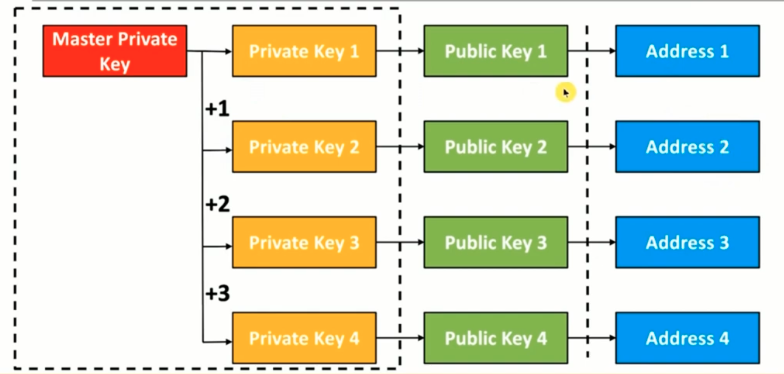 Master Private
Key
Private Key 1
Public Key 1
Address 1
+1
Private Key 2
Public Key 2
Address 2
+2
Private Key 3
Public Key 3
Address 3
+3
Private Key 4
Public Key 4
Address 4